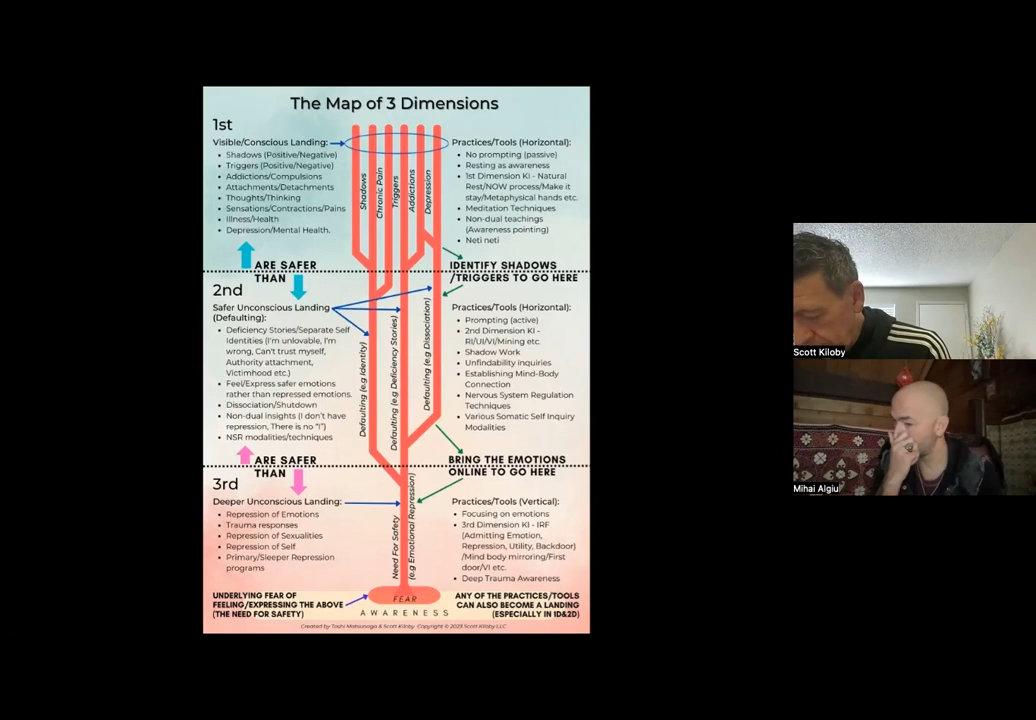 The Map of 3 Dimensions
1st
Visible/Conscious Landing:
Shadows (Positive/Negative)
Triggers (Positive/Negative)
Addictions/Compulsions
Attachments/Detachments
Thoughts/Thinking
Sensations/Contractions/Pains
Illness/Health
Depression/Mental Health.
Shadows
Chronic Pain
Triggers
Addictions
Depression
Practices/Tools (Horizontal):
No prompting (passive)
Resting as awareness
1st Dimension KI - Natural
Rest/NOW process/Make it
stay/Metaphysical hands etc.
Meditation Techniques
Non-dual teachings
(Awareness pointing)
Neti neti
ARE SAFER
THAN
IDENTIFY SHADOWS
/TRIGGERS TO GO HERE
2nd
Safer Unconscious Landing
(Defaulting):
Deficiency Stories/Separate Self
Identities (I'm unlovable, I'm
wrong, Can't trust myself,
Authority attachment,
Victimhood etc.)
Feel/Express safer emotions
rather than repressed emotions.
Dissociation/Shutdown
Non-dual insights (I don't have
repression, There is no "I")
NSR modalities/techniques
Defaulting (e.g Identity)
Defaulting (e.g Deficiency Stories)
Defaulting (e.g Dissociation)
Practices/Tools (Horizontal):
Prompting (active)
2nd Dimension KI -
RI/UI/VI/Mining etc.
Shadow Work
Unfindability Inquiries
Establishing Mind-Body
Connection
Nervous System Regulation
Techniques
Various Somatic Self Inquiry
Modalities
ARE SAFER
THAN
BRING THE EMOTIONS
ONLINE TO GO HERE
3rd
Deeper Unconscious Landing:
Repression of Emotions
Trauma responses
Repression of Sexualities
Repression of Self
Primary/Sleeper Repression
programs
Need For Safety
(e.g Emotional Repression)
Practices/Tools (Vertical):
Focusing on emotions
3rd Dimension KI - IRF
(Admitting Emotion,
Repression, Utility, Backdoor)
/Mind body mirroring/First
door/VI etc.
Deep Trauma Awareness
UNDERLYING FEAR OF
FEELING/EXPRESSING THE ABOVE
(THE NEED FOR SAFETY)
FEAR
AWARENESS
ANY OF THE PRACTICES/TOOLS
CAN ALSO BECOME A LANDING
(ESPECIALLY IN 1D&2D)
Created by Toshi Matsunaga & Scott Kiloby. Copyright © 2023 Scott Kiloby LLC
Scott Kiloby
Mihai Algiu